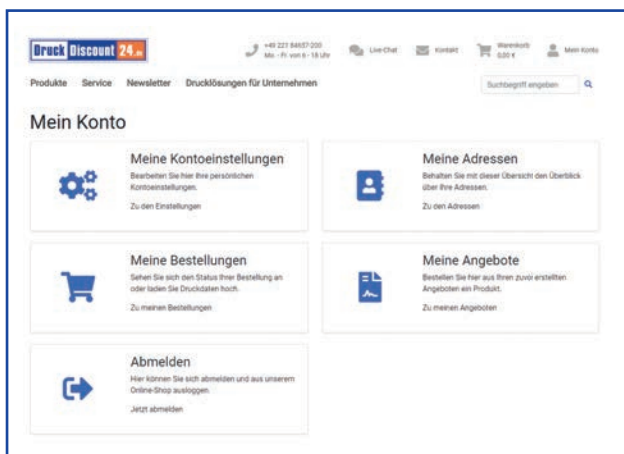 Druck Discount 24.de
+49 227 84657-200
Mo. - Fr. von 6 - 18 Uhr
Live-Chat
Kontakt
Warenkorb
0,00 €
Mein Konto
Produkte Service Newsletter Drucklösungen für Unternehmen
Suchbegriff eingeben
Mein Konto
Meine Kontoeinstellungen
Bearbeiten Sie hier Ihre persönlichen
Kontoeinstellungen.
Zu den Einstellungen
Meine Adressen
Behalten Sie mit dieser Übersicht den Überblick
über Ihre Adressen.
Zu den Adressen
Meine Bestellungen
Sehen Sie sich den Status Ihrer Bestellung an
oder laden Sie Druckdaten hoch.
Zu meinen Bestellungen
Meine Angebote
Bestellen Sie hier aus Ihren zuvor erstellten
Angeboten ein Produkt.
Zu meinen Angeboten
Abmelden
Hier können Sie sich abmelden und aus unserem
Online-Shop ausloggen.
Jetzt abmelden